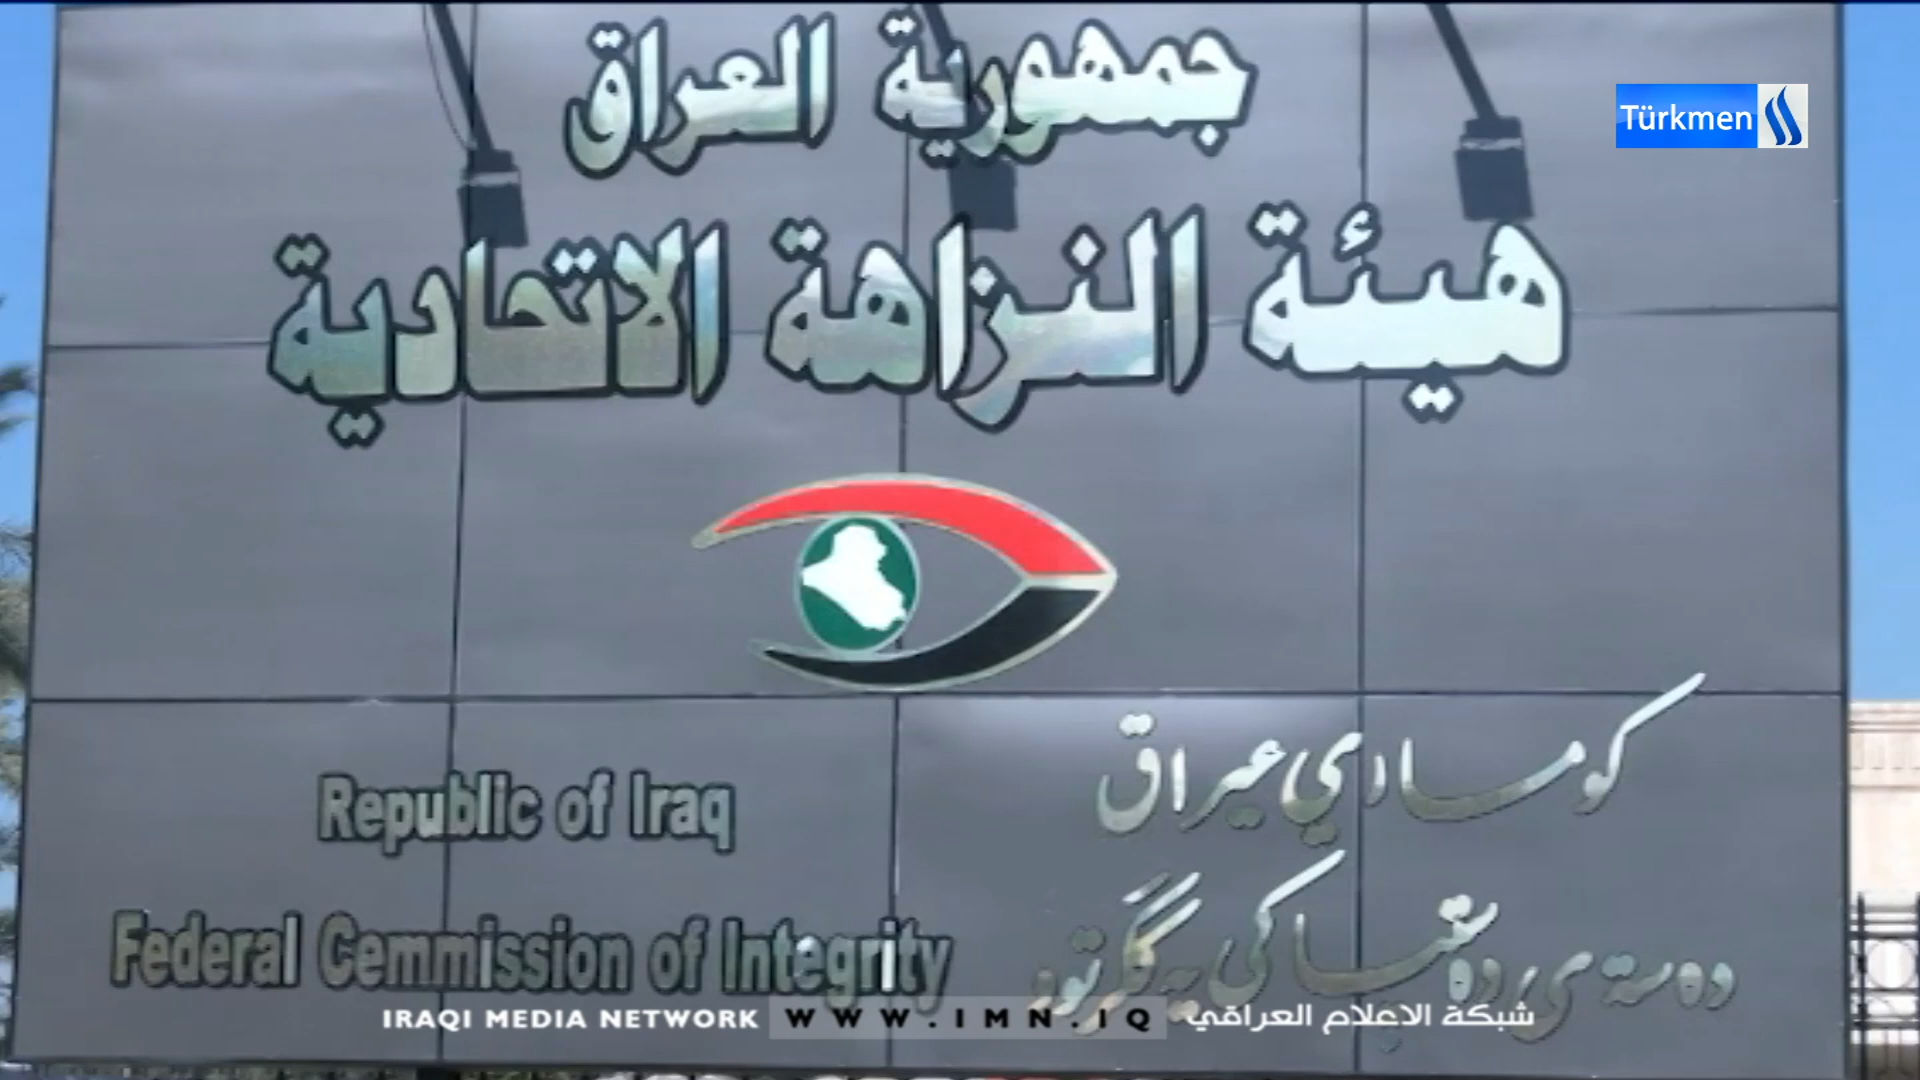 جمهورية العراق
Türkmen
هيئة النزاهة الاتحادية
كوماري عيراق
Republic of Iraq
Federal Cemmission of Integrity
IRAQI MEDIA NETWORK WWW.IMN.IQ شبكة الاعلام العراقي